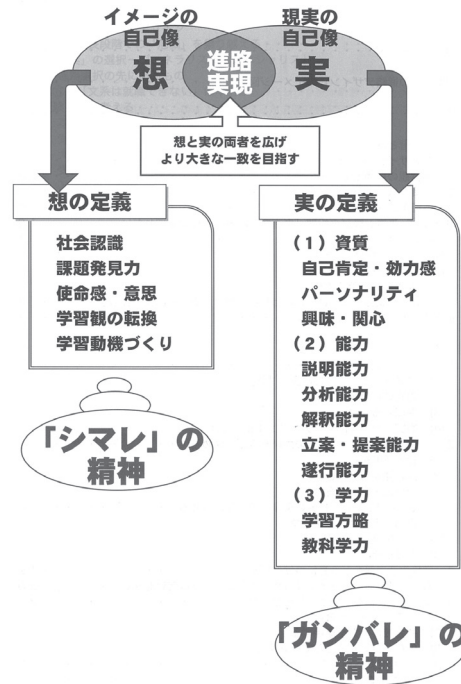 イメージの
自己像
現実の
自己像
想
進路
実現
実
想と実の両者を広げ
より大きな一致を目指す
想の定義
社会認識
課題発見力
使命感・意思
学習観の転換
学習動機づくり
「シマレ」の
精神
実の定義
(1)資質
自己肯定・効力感
パーソナリティ
興味・関心
(2)能力
説明能力
分析能力
解釈能力
立案・提案能力
遂行能力
(3)学力
学習方略
教科学力
「ガンバレ」の
精神